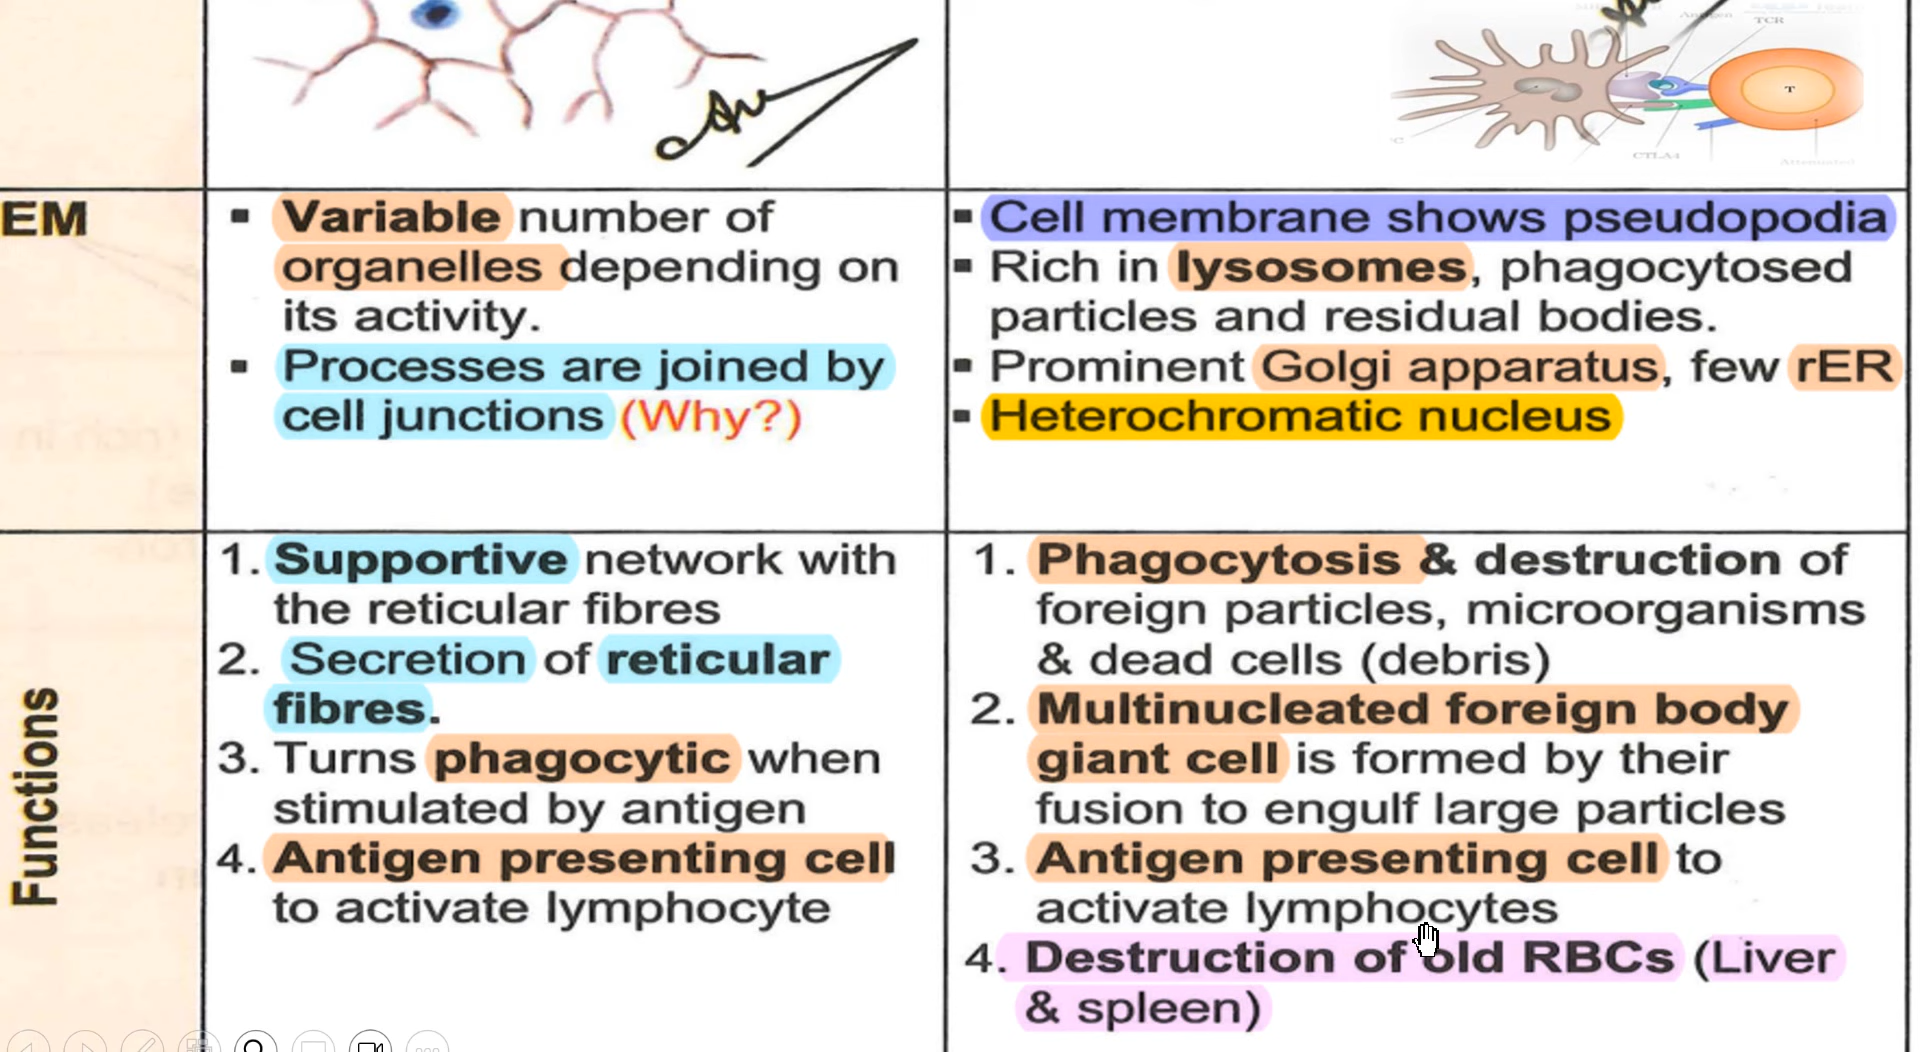 Antigen
TCR
T
CTLA4
Attenuated
EM
▪ Variable number of
organelles depending on
its activity.
▪ Processes are joined by
cell junctions (Why?)
▪ Cell membrane shows pseudopodia
▪ Rich in lysosomes, phagocytosed
particles and residual bodies.
▪ Prominent Golgi apparatus, few rER
▪ Heterochromatic nucleus
Functions
1. Supportive network with
the reticular fibres
2. Secretion of reticular
fibres.
3. Turns phagocytic when
stimulated by antigen
4. Antigen presenting cell
to activate lymphocyte
1. Phagocytosis & destruction of
foreign particles, microorganisms
& dead cells (debris)
2. Multinucleated foreign body
giant cell is formed by their
fusion to engulf large particles
3. Antigen presenting cell to
activate lymphocytes
4. Destruction of old RBCs (Liver
& spleen)